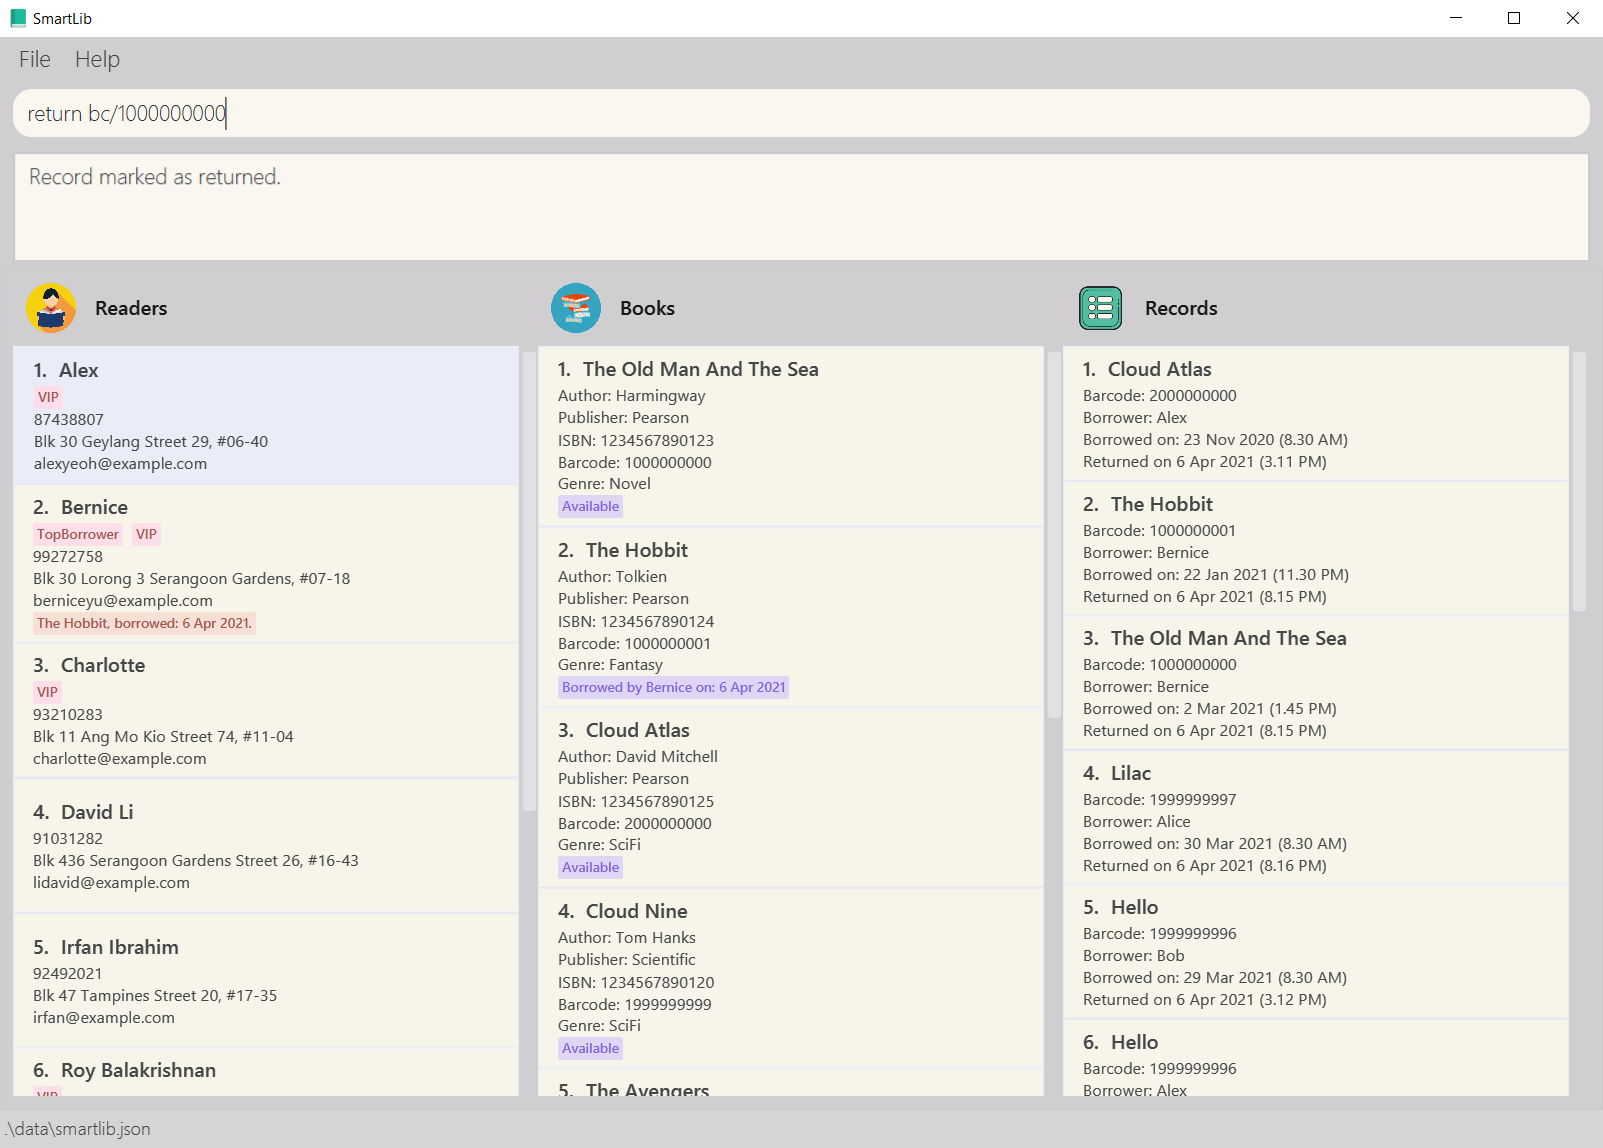 SmartLib
File Help
return bc/1000000000
Record marked as returned.
Readers
1. Alex
VIP
87438807
Blk 30 Geylang Street 29, #06-40
alexyeoh@example.com
2. Bernice
TopBorrower VIP
99272758
Blk 30 Lorong 3 Serangoon Gardens, #07-18
berniceyu@example.com
The Hobbit, borrowed: 6 Apr 2021.
3. Charlotte
VIP
93210283
Blk 11 Ang Mo Kio Street 74, #11-04
charlotte@example.com
4. David Li
91031282
Blk 436 Serangoon Gardens Street 26, #16-43
lidavid@example.com
5. Irfan Ibrahim
92492021
Blk 47 Tampines Street 20, #17-35
irfan@example.com
6. Roy Balakrishnan
VIP
Books
1. The Old Man And The Sea
Author: Harmingway
Publisher: Pearson
ISBN: 1234567890123
Barcode: 1000000000
Genre: Novel
Available
2. The Hobbit
Author: Tolkien
Publisher: Pearson
ISBN: 1234567890124
Barcode: 1000000001
Genre: Fantasy
Borrowed by Bernice on: 6 Apr 2021
3. Cloud Atlas
Author: David Mitchell
Publisher: Pearson
ISBN: 1234567890125
Barcode: 2000000000
Genre: SciFi
Available
4. Cloud Nine
Author: Tom Hanks
Publisher: Scientific
ISBN: 1234567890120
Barcode: 1999999999
Genre: SciFi
Available
5. The Avengers
Records
1. Cloud Atlas
Barcode: 2000000000
Borrower: Alex
Borrowed on: 23 Nov 2020 (8.30 AM)
Returned on 6 Apr 2021 (3.11 PM)
2. The Hobbit
Barcode: 1000000001
Borrower: Bernice
Borrowed on: 22 Jan 2021 (11.30 PM)
Returned on 6 Apr 2021 (8.15 PM)
3. The Old Man And The Sea
Barcode: 1000000000
Borrower: Bernice
Borrowed on: 2 Mar 2021 (1.45 PM)
Returned on 6 Apr 2021 (8.15 PM)
4. Lilac
Barcode: 1999999997
Borrower: Alice
Borrowed on: 30 Mar 2021 (8.30 AM)
Returned on 6 Apr 2021 (8.16 PM)
5. Hello
Barcode: 1999999996
Borrower: Bob
Borrowed on: 29 Mar 2021 (8.30 AM)
Returned on 6 Apr 2021 (3.12 PM)
6. Hello
Barcode: 1999999996
Borrower: Alex
.\data\smartlib.json